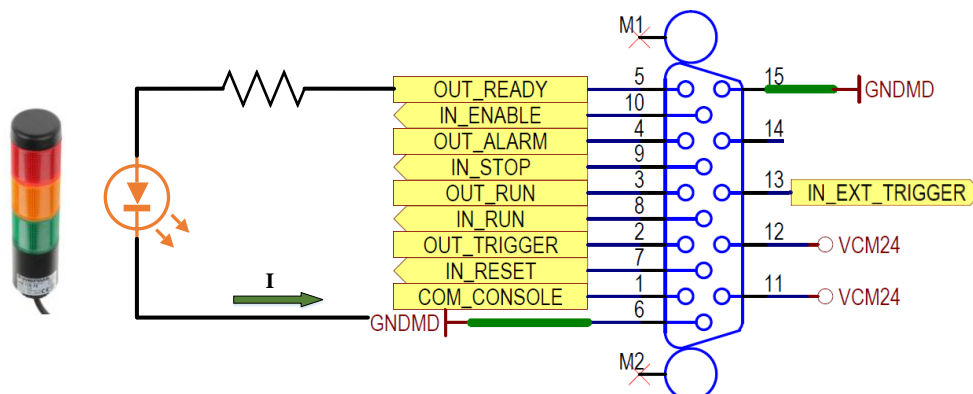 M1
5
15
OUT_READY
GNDMD
10
IN_ENABLE
4
14
OUT_ALARM
9
IN_STOP
3
13
OUT_RUN
IN_EXT_TRIGGER
8
IN_RUN
2
12
OUT_TRIGGER
VCM24
7
IN_RESET
I
1
11
COM_CONSOLE
VCM24
6
GNDMD
M2